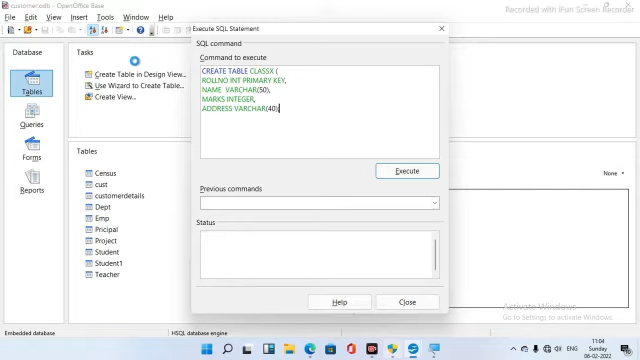 customer.odb - OpenOffice Base
Recorded with iFun Screen Recorder
File Edit View Insert Tools Window Help
Database
Tables
Queries
Forms
Reports
Tasks
Create Table in Design View...
Use Wizard to Create Table...
Create View...
Tables
Census
cust
customerdetails
Dept
Emp
Pricipal
Project
Student
Student1
Teacher
Execute SQL Statement
SQL command
Command to execute
CREATE TABLE CLASSX (
ROLLNO INT PRIMARY KEY,
NAME VARCHAR(50),
MARKS INTEGER,
ADDRESS VARCHAR(40)
Execute
Previous commands
Status
Help
Close
None
Activate Windows
Go to Settings to activate Windows.
Embedded database
HSQL database engine
ENG
11:04
Sunday
06-02-2022